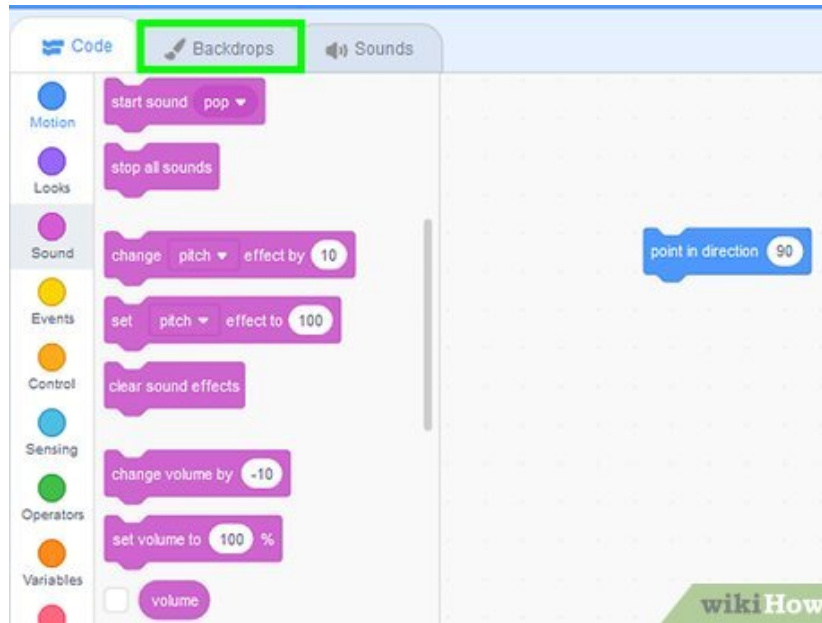 Code Backdrops Sounds
Motion
Looks
Sound
Events
Control
Sensing
Operators
Variables
start sound pop
stop all sounds
change pitch effect by 10
set pitch effect to 100
clear sound effects
change volume by -10
set volume to 100 %
volume
point in direction 90
wikiHow